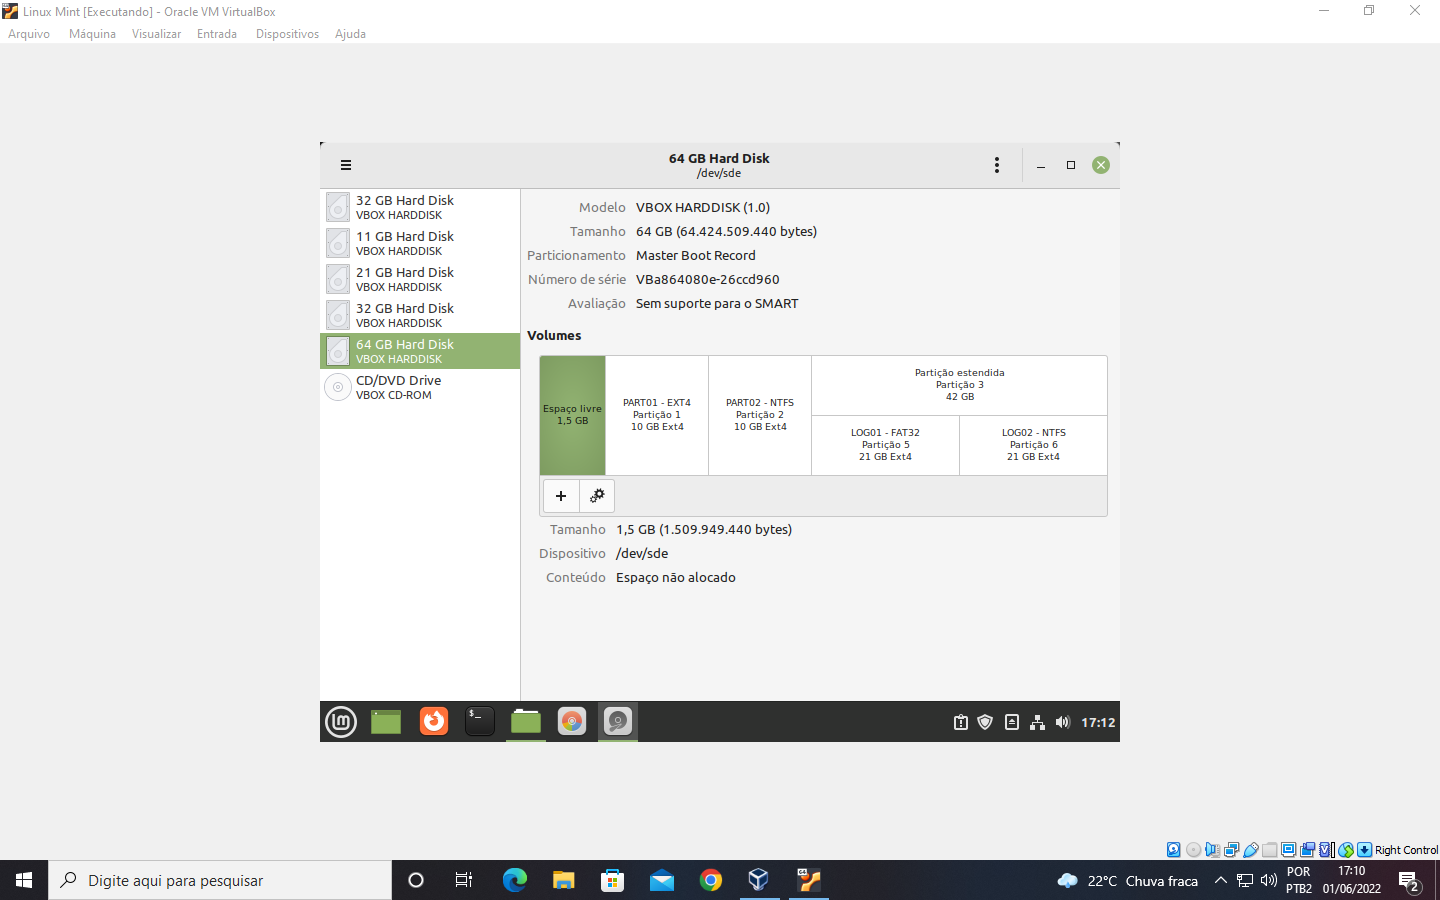 Linux Mint [Executando] - Oracle VM VirtualBox
Arquivo Máquina Visualizar Entrada Dispositivos Ajuda
64 GB Hard Disk
/dev/sde
32 GB Hard Disk
VBOX HARDDISK
11 GB Hard Disk
VBOX HARDDISK
21 GB Hard Disk
VBOX HARDDISK
32 GB Hard Disk
VBOX HARDDISK
64 GB Hard Disk
VBOX HARDDISK
CD/DVD Drive
VBOX CD-ROM
Modelo VBOX HARDDISK (1.0)
Tamanho 64 GB (64.424.509.440 bytes)
Particionamento Master Boot Record
Número de série VBa864080e-26ccd960
Avaliação Sem suporte para o SMART
Volumes
Espaço livre
1,5 GB
PART01 - EXT4
Partição 1
10 GB Ext4
PART02 - NTFS
Partição 2
10 GB Ext4
Partição estendida
Partição 3
42 GB
LOG01 - FAT32
Partição 5
21 GB Ext4
LOG02 - NTFS
Partição 6
21 GB Ext4
Tamanho 1,5 GB (1.509.949.440 bytes)
Dispositivo /dev/sde
Conteúdo Espaço não alocado
17:12
Right Control
Digite aqui para pesquisar
22°C Chuva fraca
POR
PTB2
17:10
01/06/2022
2